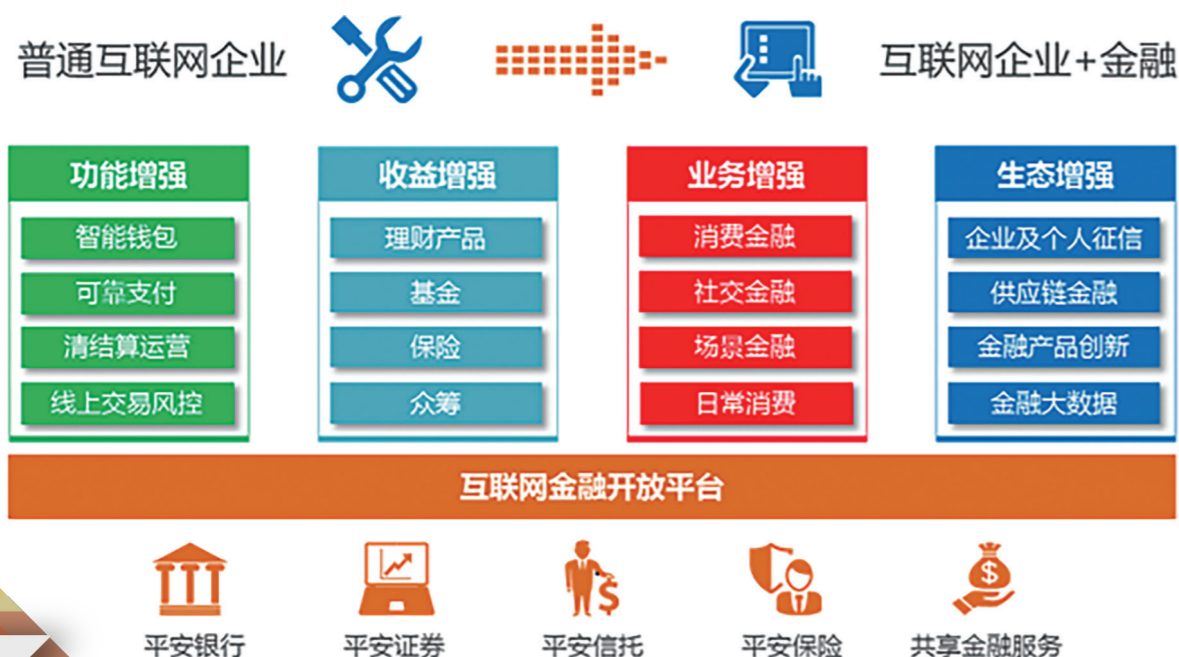 普通互联网企业
互联网企业+金融
功能增强
智能钱包
可靠支付
清结算运营
线上交易风控
收益增强
理财产品
基金
保险
众筹
业务增强
消费金融
社交金融
场景金融
日常消费
生态增强
企业及个人征信
供应链金融
金融产品创新
金融大数据
互联网金融开放平台
$
$
平安银行
平安证券
平安信托
平安保险
共享金融服务